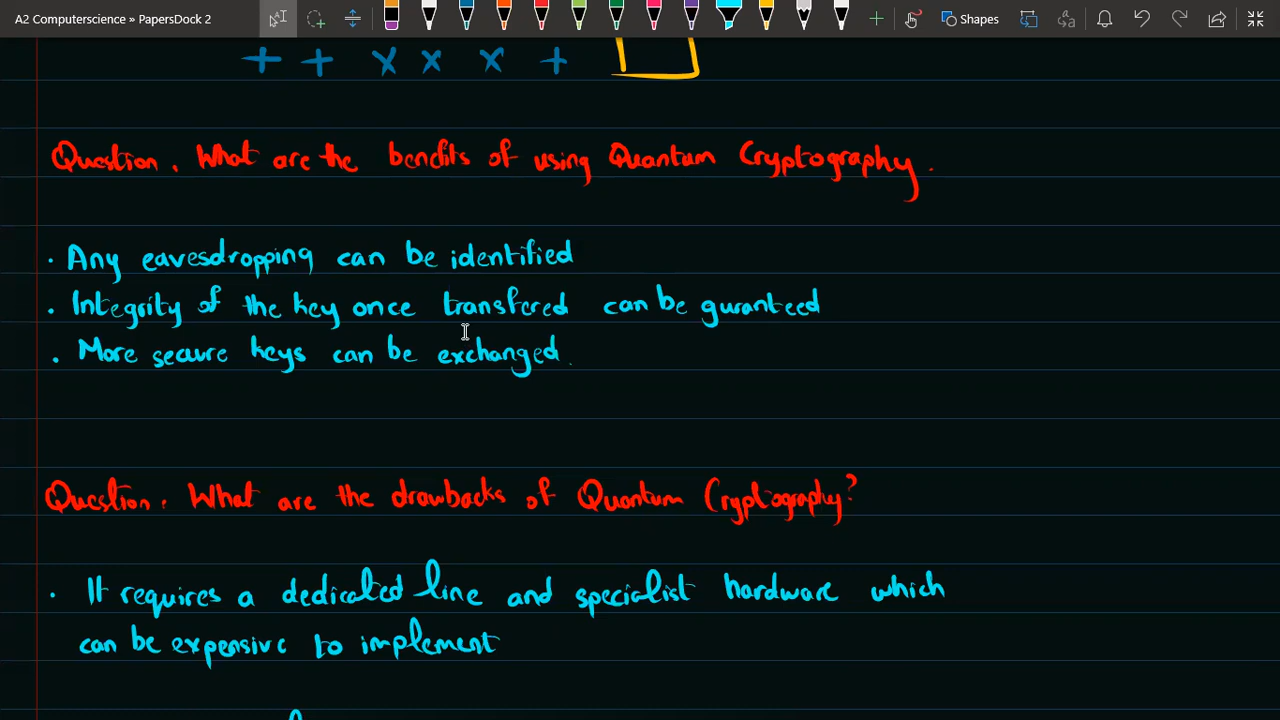 A2 Computerscience » PapersDock 2
Shapes
+ + x x x +
Question. What are the benefits of using Quantum Cryptography.
· Any eavesdropping can be identified
· Integrity of the key once transfered can be guranteed
· More secure keys can be exchanged.
Question. What are the drawbacks of Quantum Cryptography?
· It requires a dedicated line and specialist hardware which
can be expensive to implement